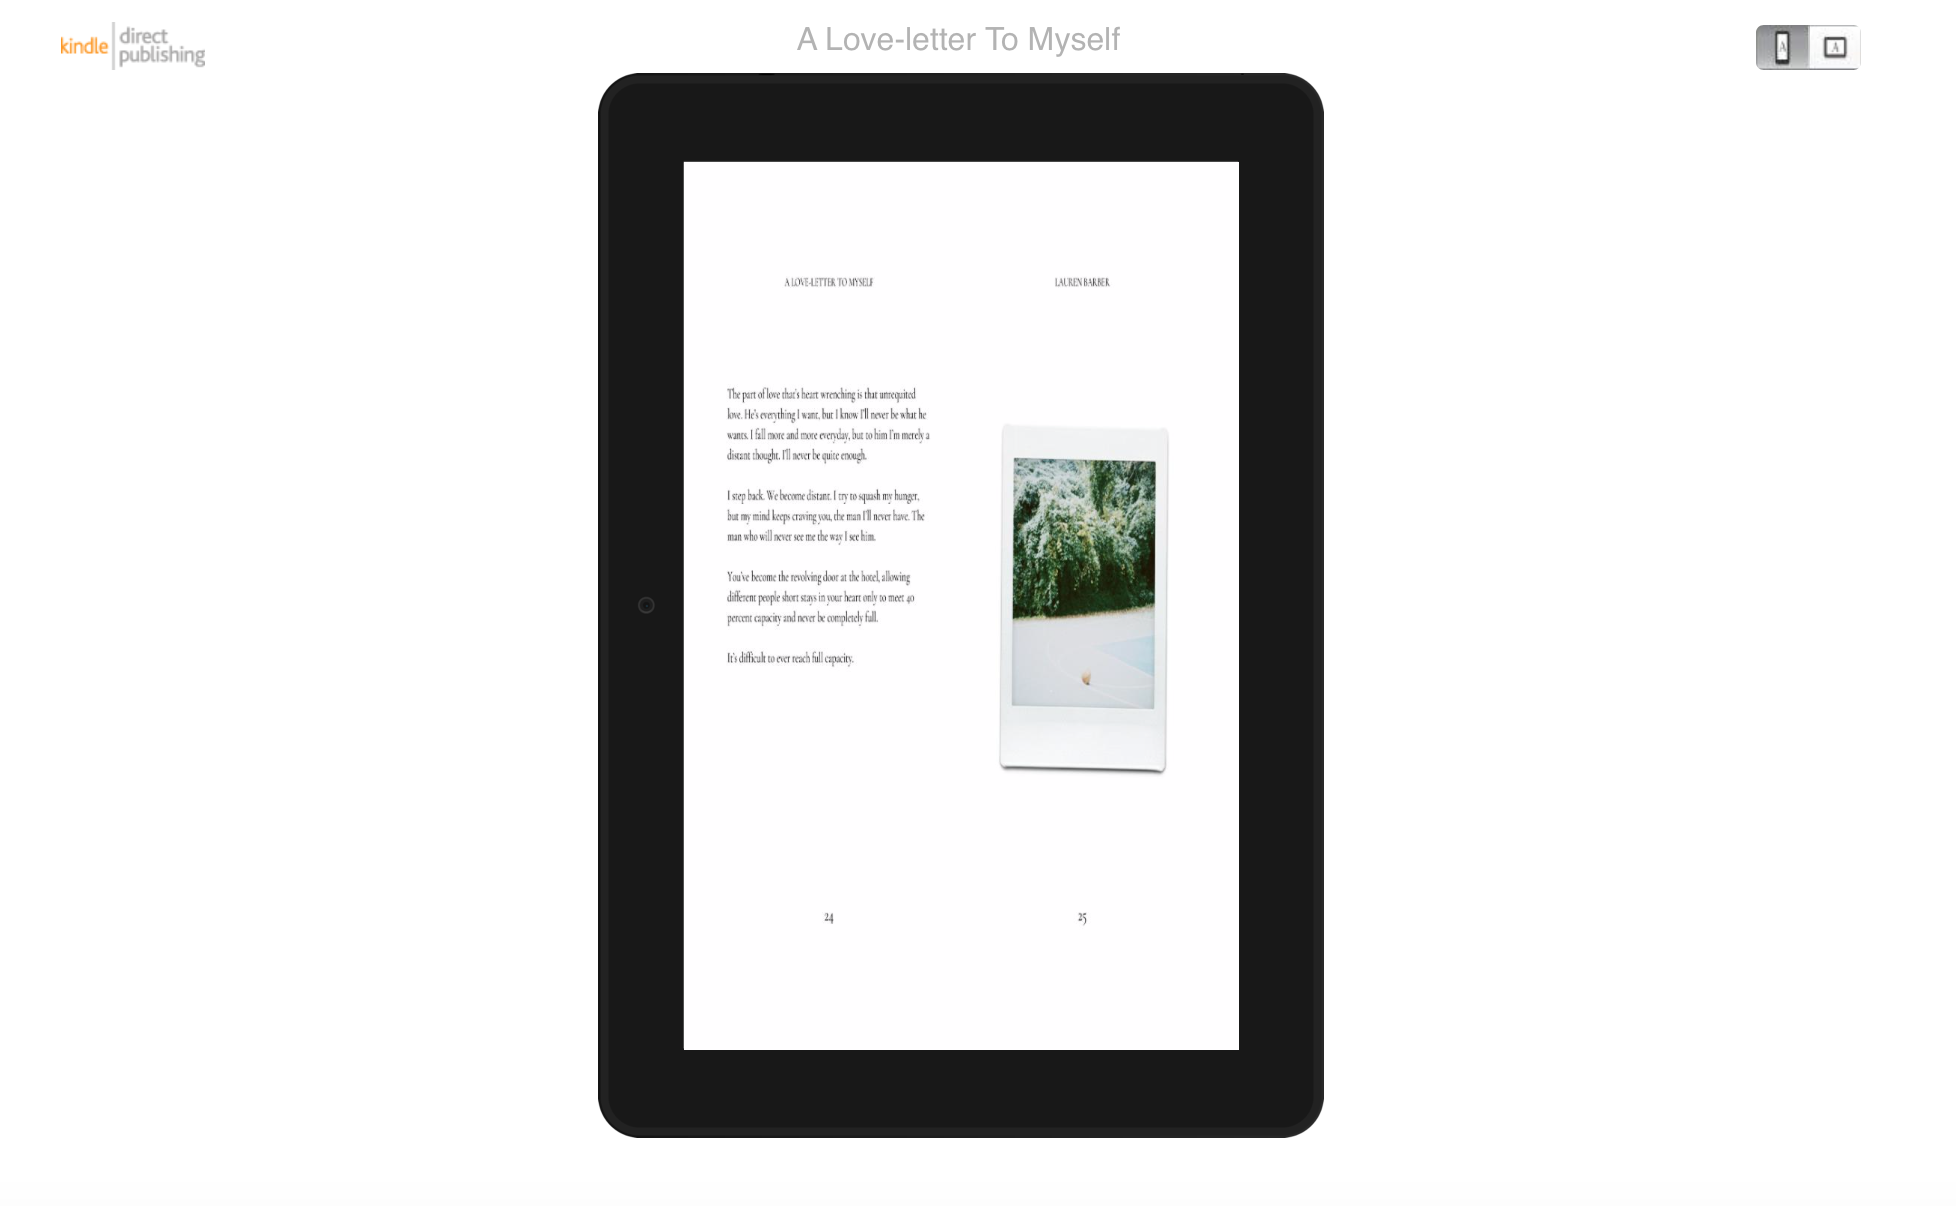 kindle direct publishing
A Love-letter To Myself
A
A
A LOVE-LETTER TO MYSELF
LAUREN BARBER
The part of love that's heart wrenching is that unrequited
love. He's everything I want, but I know I'll never be what he
wants. I fall more and more everyday, but to him I'm merely a
distant thought. I'll never be quite enough.
I step back. We become distant. I try to squash my hunger,
but my mind keeps craving you, the man I'll never have. The
man who will never see me the way I see him.
You've become the revolving door at the hotel, allowing
different people short stays in your heart only to meet 40
percent capacity and never be completely full.
It's difficult to ever reach full capacity.
24
25